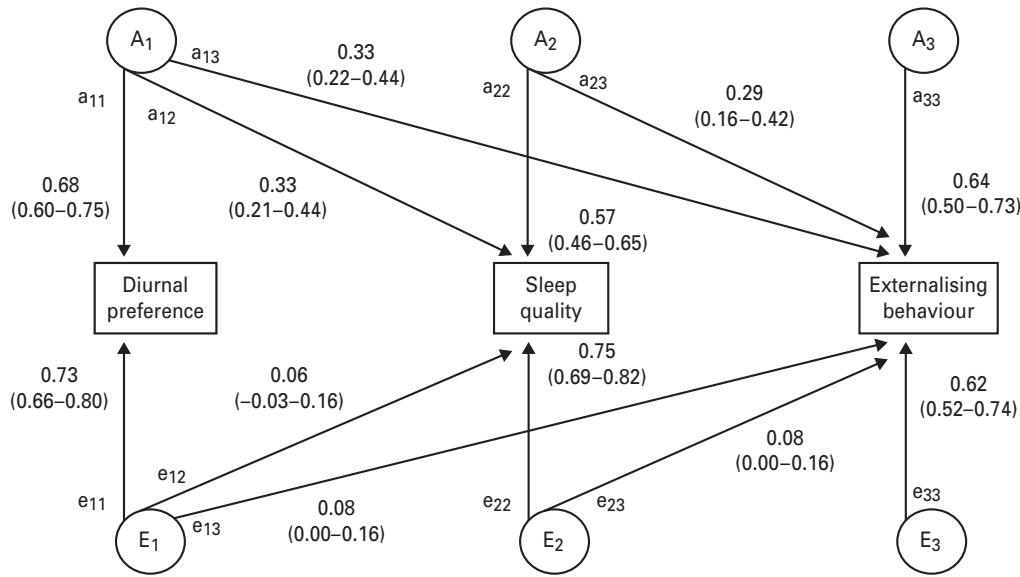 A1
A2
A3
a13
0.33
(0.22–0.44)
a11
a12
a22
a23
0.29
(0.16–0.42)
a33
0.68
(0.60–0.75)
0.33
(0.21–0.44)
0.57
(0.46–0.65)
0.64
(0.50–0.73)
Diurnal
preference
Sleep
quality
Externalising
behaviour
0.73
(0.66–0.80)
0.06
(–0.03–0.16)
0.75
(0.69–0.82)
0.62
(0.52–0.74)
0.08
(0.00–0.16)
e12
e11
e13
0.08
(0.00–0.16)
e22
e23
e33
E1
E2
E3